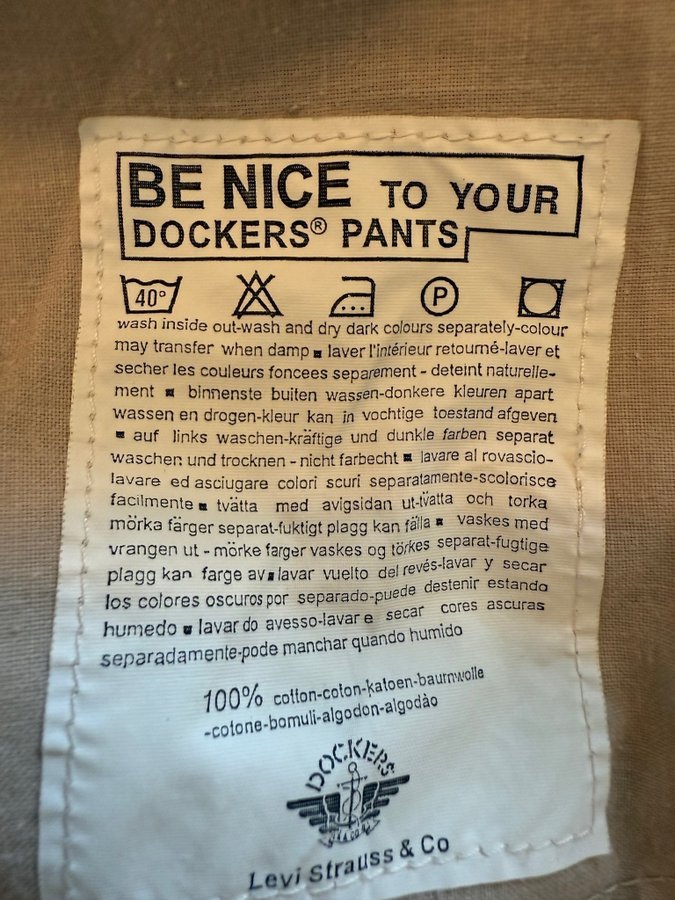 BE NICE TO YOUR
DOCKERS® PANTS
40° P
wash inside out-wash and dry dark colours separately-colour
may transfer when damp ■ laver l'intérieur retourné-laver et
secher les couleurs foncees separement - deteint naturelle-
ment ■ binnenste buiten wassen-donkere kleuren apart
wassen en drogen-kleur kan in vochtige toestand afgeven
■ auf links waschen-kräftige und dunkle farben separat
waschen und trocknen - nicht farbecht ■ lavare al rovascio-
lavare ed asciugare colori scuri separatamente-scolorisce
facilmente ■ tvätta med avigsidan ut-tvätta och torka
mörka färger separat-fuktigt plagg kan fälla ■ vaskes med
vrangen ut - mörke farger vaskes og törkes separat-fugtige
plagg kan farge av ■ lavar vuelto del revés-lavar y secar
los colores oscuros por separado-puede destenir estando
humedo ■ lavar do avesso-lavar e secar cores ascuras
separadamente-pode manchar quando humido
100% cotton-coton-katoen-baumwolle
-cotone-bomuli-algodon-algodào
DOCKERS
Levi Strauss & Co